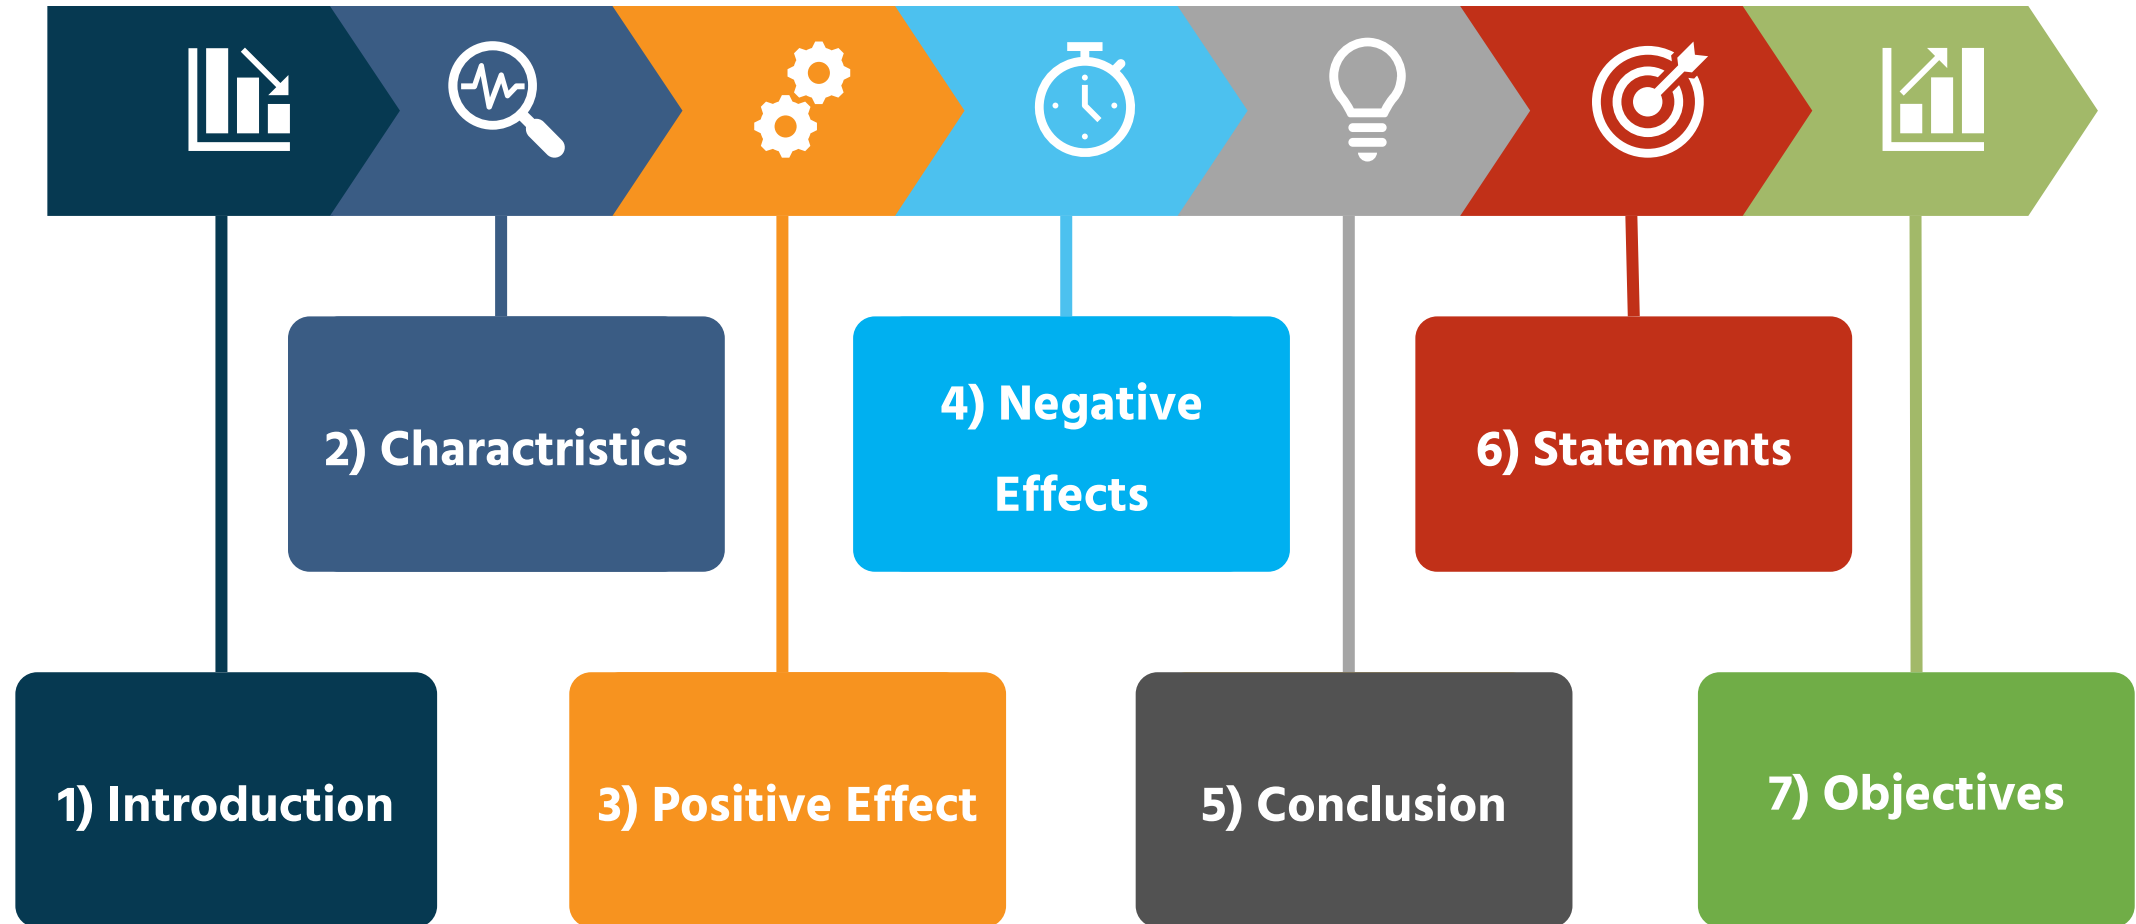 1) Introduction
2) Charactristics
3) Positive Effect
4) Negative
Effects
5) Conclusion
6) Statements
7) Objectives